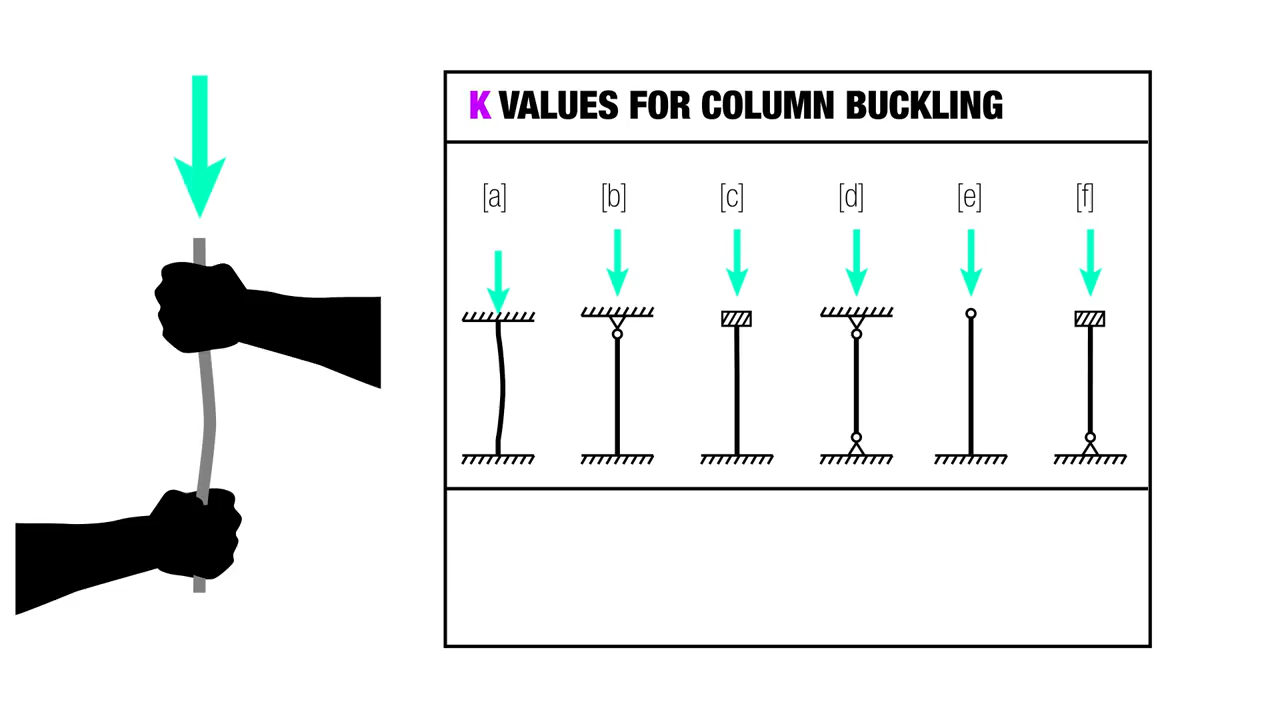 K VALUES FOR COLUMN BUCKLING
[a] [b] [c] [d] [e] [f]